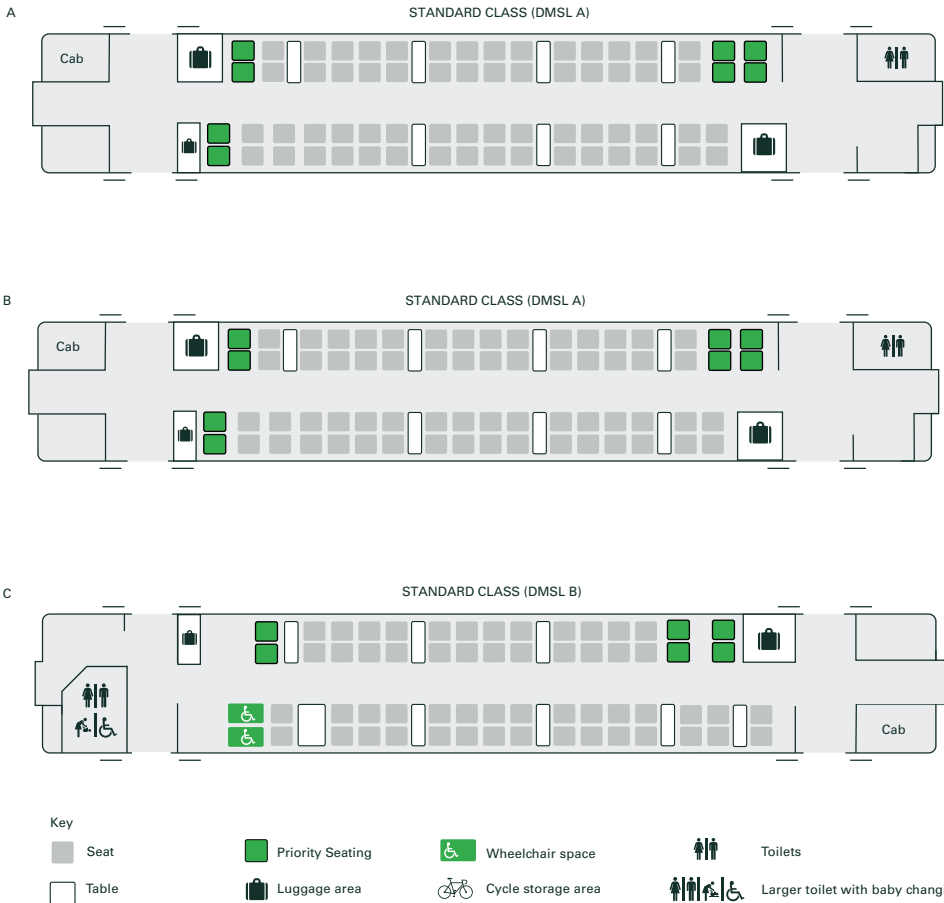 A
STANDARD CLASS (DMSL A)
Cab
B
STANDARD CLASS (DMSL A)
Cab
C
STANDARD CLASS (DMSL B)
Cab
Key
Seat
Priority Seating
Wheelchair space
Toilets
Table
Luggage area
Cycle storage area
Larger toilet with baby chang